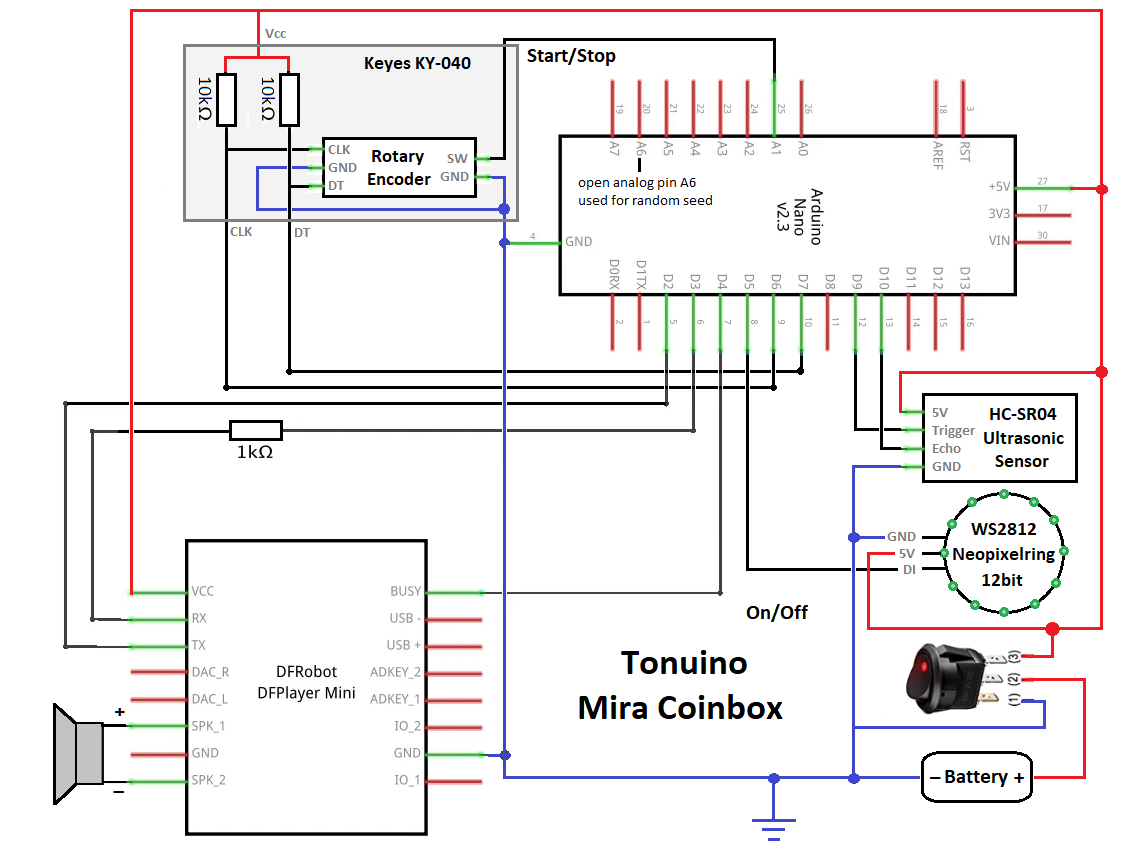 Vcc
Keyes KY-040
Start/Stop
10kΩ
10kΩ
CLK
GND
DT
Rotary
Encoder
SW
GND
CLK
DT
19
20
21
22
23
24
25
26
18
3
A7
A6
A5
A4
A3
A2
A1
A0
AREF
RST
open analog pin A6
used for random seed
Arduino
Nano
v2.3
+5V
27
3V3
17
VIN
30
4
GND
D0RX
D1TX
D2
D3
D4
D5
D6
D7
D8
D9
D10
D11
D12
D13
2
1
5
6
7
8
9
10
11
12
13
14
15
16
1kΩ
5V
Trigger
Echo
GND
HC-SR04
Ultrasonic
Sensor
GND
5V
DI
WS2812
Neopixelring
12bit
On/Off
(3)
(2)
(1)
VCC
RX
TX
DAC_R
DAC_L
SPK_1
GND
SPK_2
DFRobot
DFPlayer Mini
BUSY
USB -
USB +
ADKEY_2
ADKEY_1
IO_2
GND
IO_1
+
–
Tonuino
Mira Coinbox
– Battery +